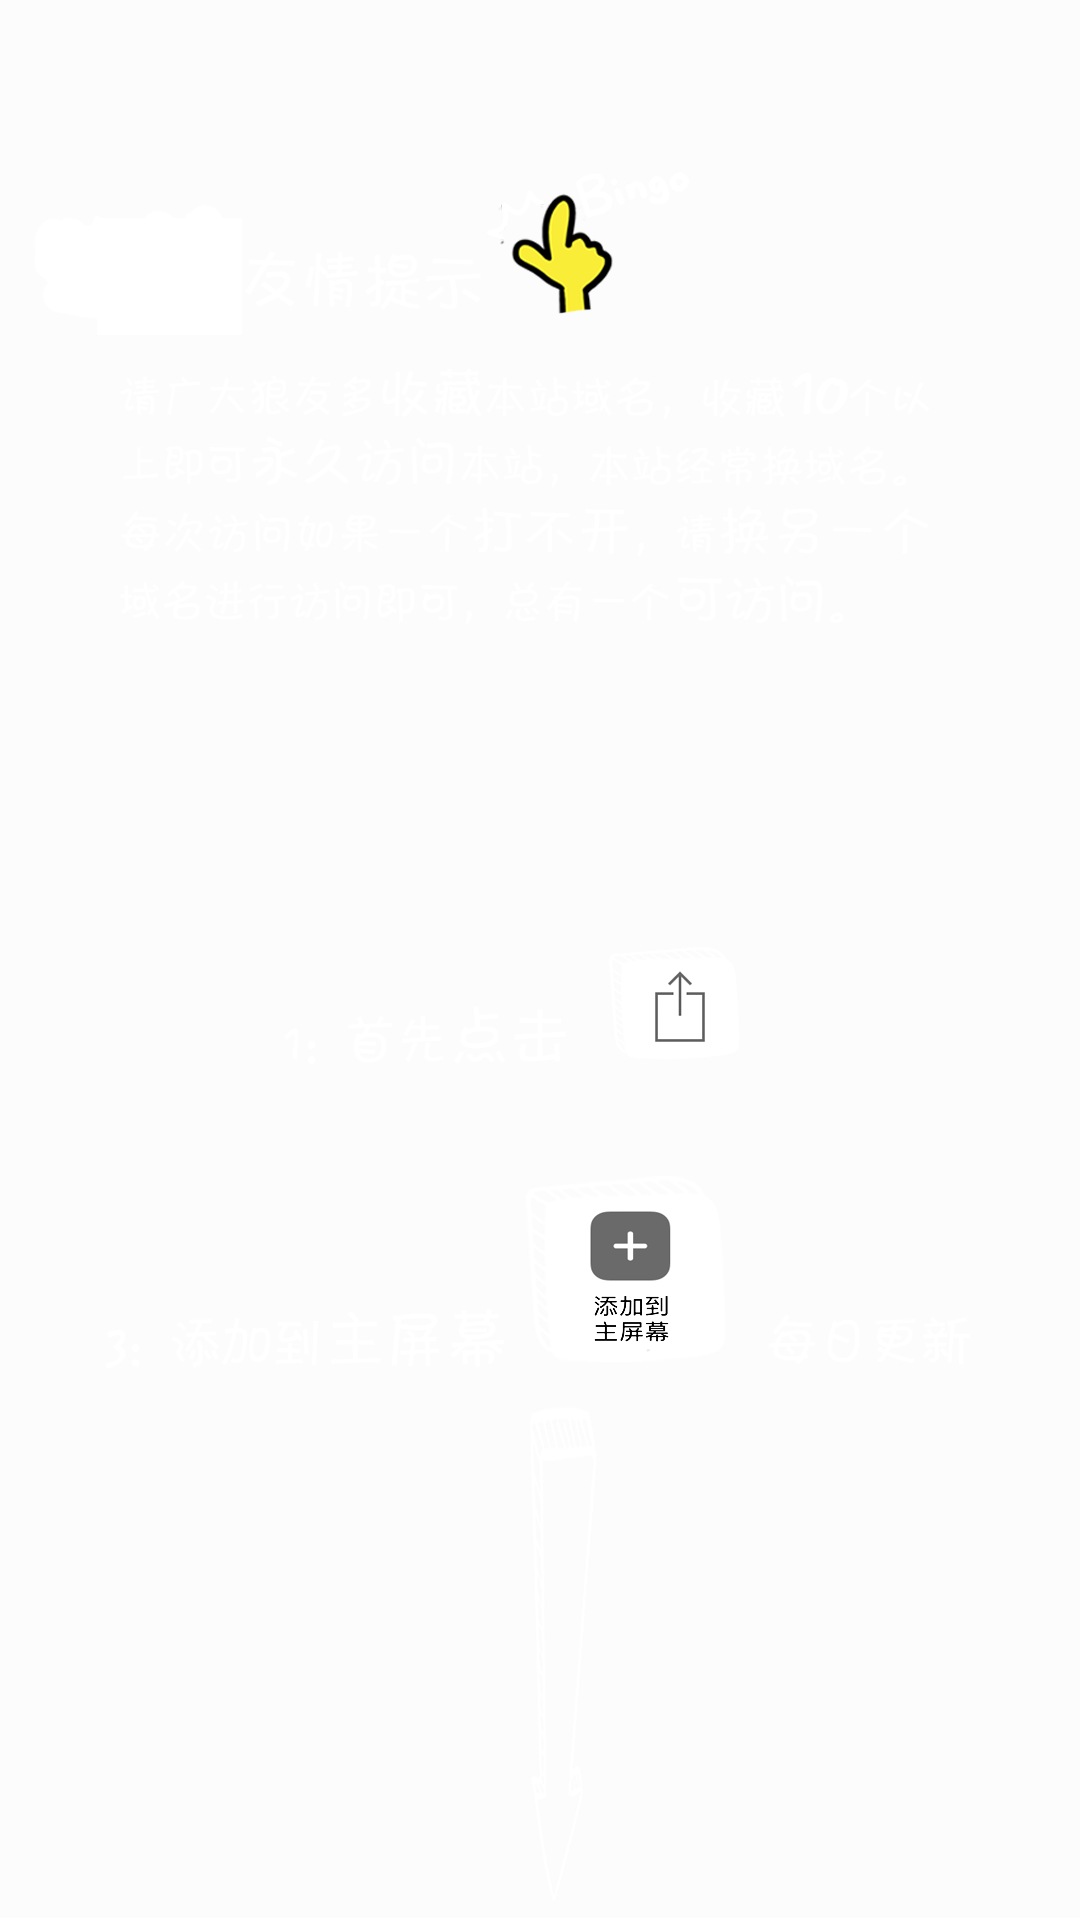 Bingo
友情提示
请广大狼友多收藏本站域名，收藏10个以
上即可永久访问本站，本站经常换域名。
每次访问如果一个打不开，请换另一个
域名进行访问即可，总有一个可访问。
1：首先点击
添加到
主屏幕
3：添加到主屏幕
每日更新